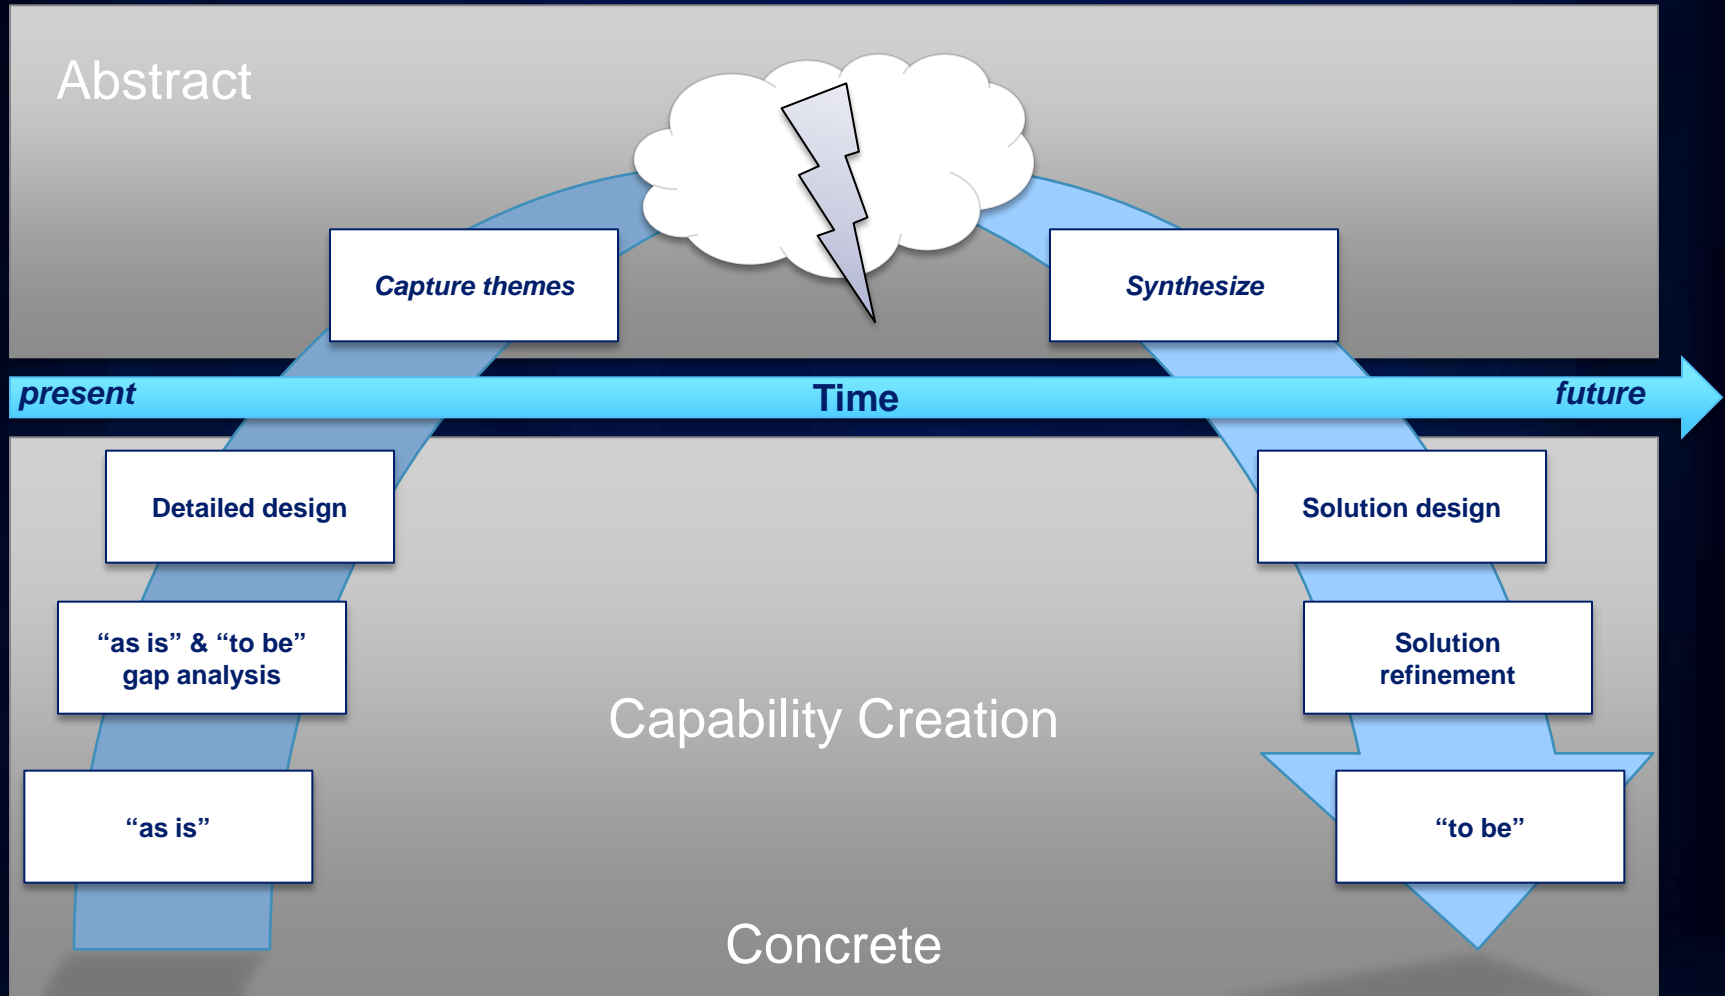 Abstract
Capture themes
Synthesize
present
Time
future
Detailed design
Solution design
“as is” & “to be”
gap analysis
Solution
refinement
Capability Creation
“as is”
“to be”
Concrete